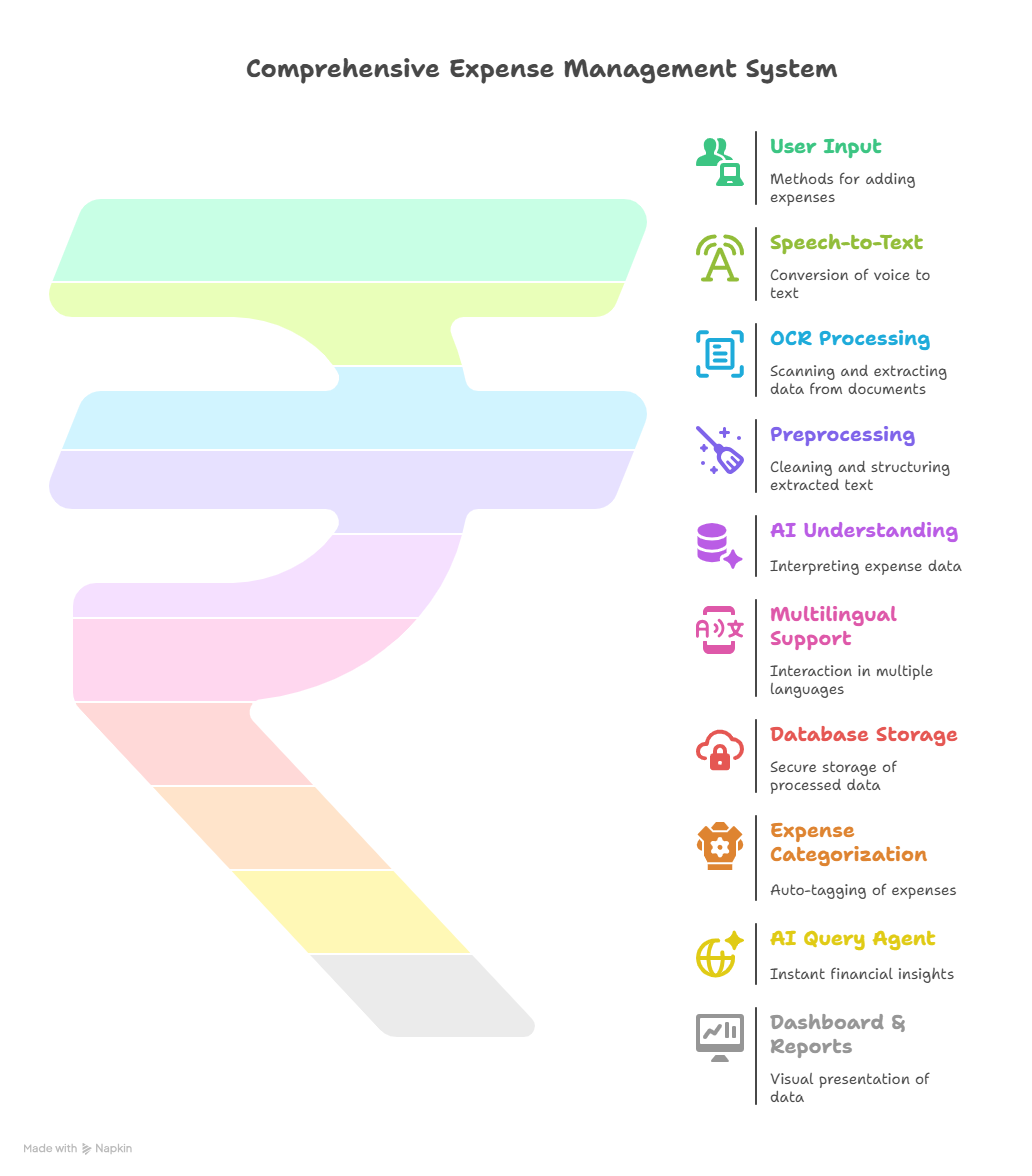 Comprehensive Expense Management System
User Input
Methods for adding
expenses
Speech-to-Text
Conversion of voice to
text
OCR Processing
Scanning and extracting
data from documents
Preprocessing
Cleaning and structuring
extracted text
AI Understanding
Interpreting expense data
Multilingual
Support
Interaction in multiple
languages
Database Storage
Secure storage of
processed data
Expense
Categorization
Auto-tagging of expenses
AI Query Agent
Instant financial insights
Dashboard &
Reports
Visual presentation of
data
Made with Napkin